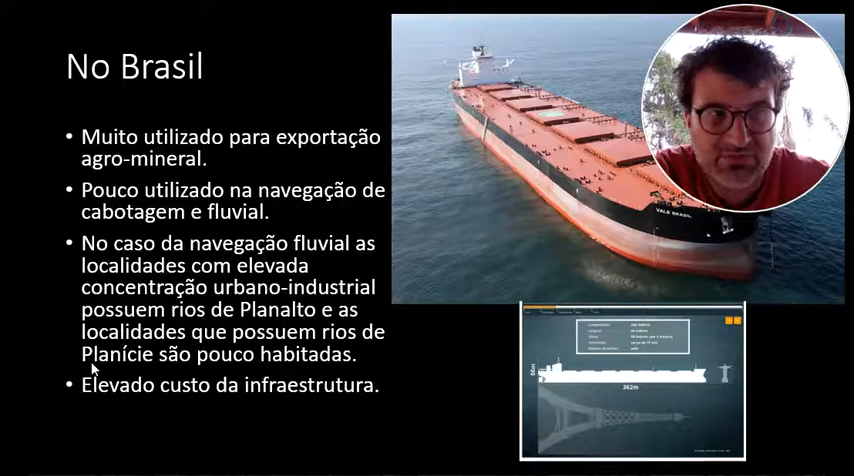 No Brasil
• Muito utilizado para exportação
agro-mineral.
• Pouco utilizado na navegação de
cabotagem e fluvial.
• No caso da navegação fluvial as
localidades com elevada
concentração urbano-industrial
possuem rios de Planalto e as
localidades que possuem rios de
Planície são pouco habitadas.
• Elevado custo da infraestrutura.
VALE BRASIL
56m
362m